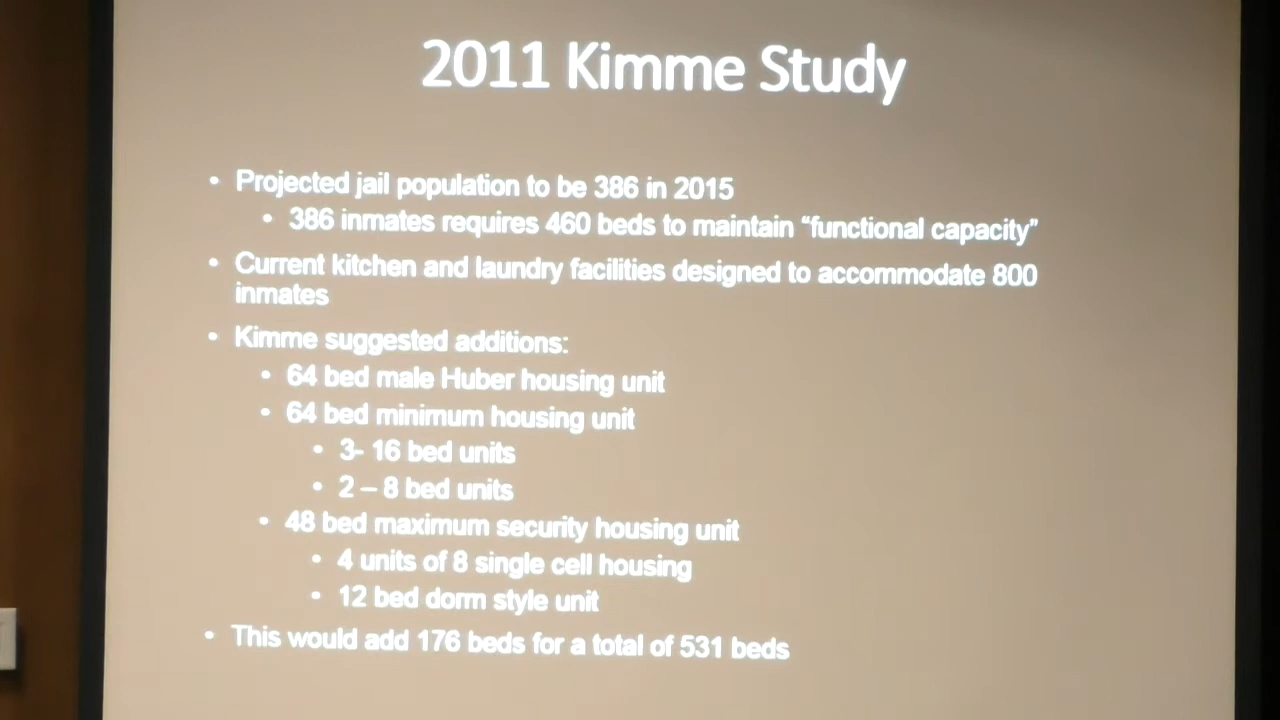 2011 Kimme Study
• Projected jail population to be 386 in 2015
• 386 inmates requires 460 beds to maintain “functional capacity”
• Current kitchen and laundry facilities designed to accommodate 800
inmates
• Kimme suggested additions:
• 64 bed male Huber housing unit
• 64 bed minimum housing unit
• 3- 16 bed units
• 2 – 8 bed units
• 48 bed maximum security housing unit
• 4 units of 8 single cell housing
• 12 bed dorm style unit
• This would add 176 beds for a total of 531 beds